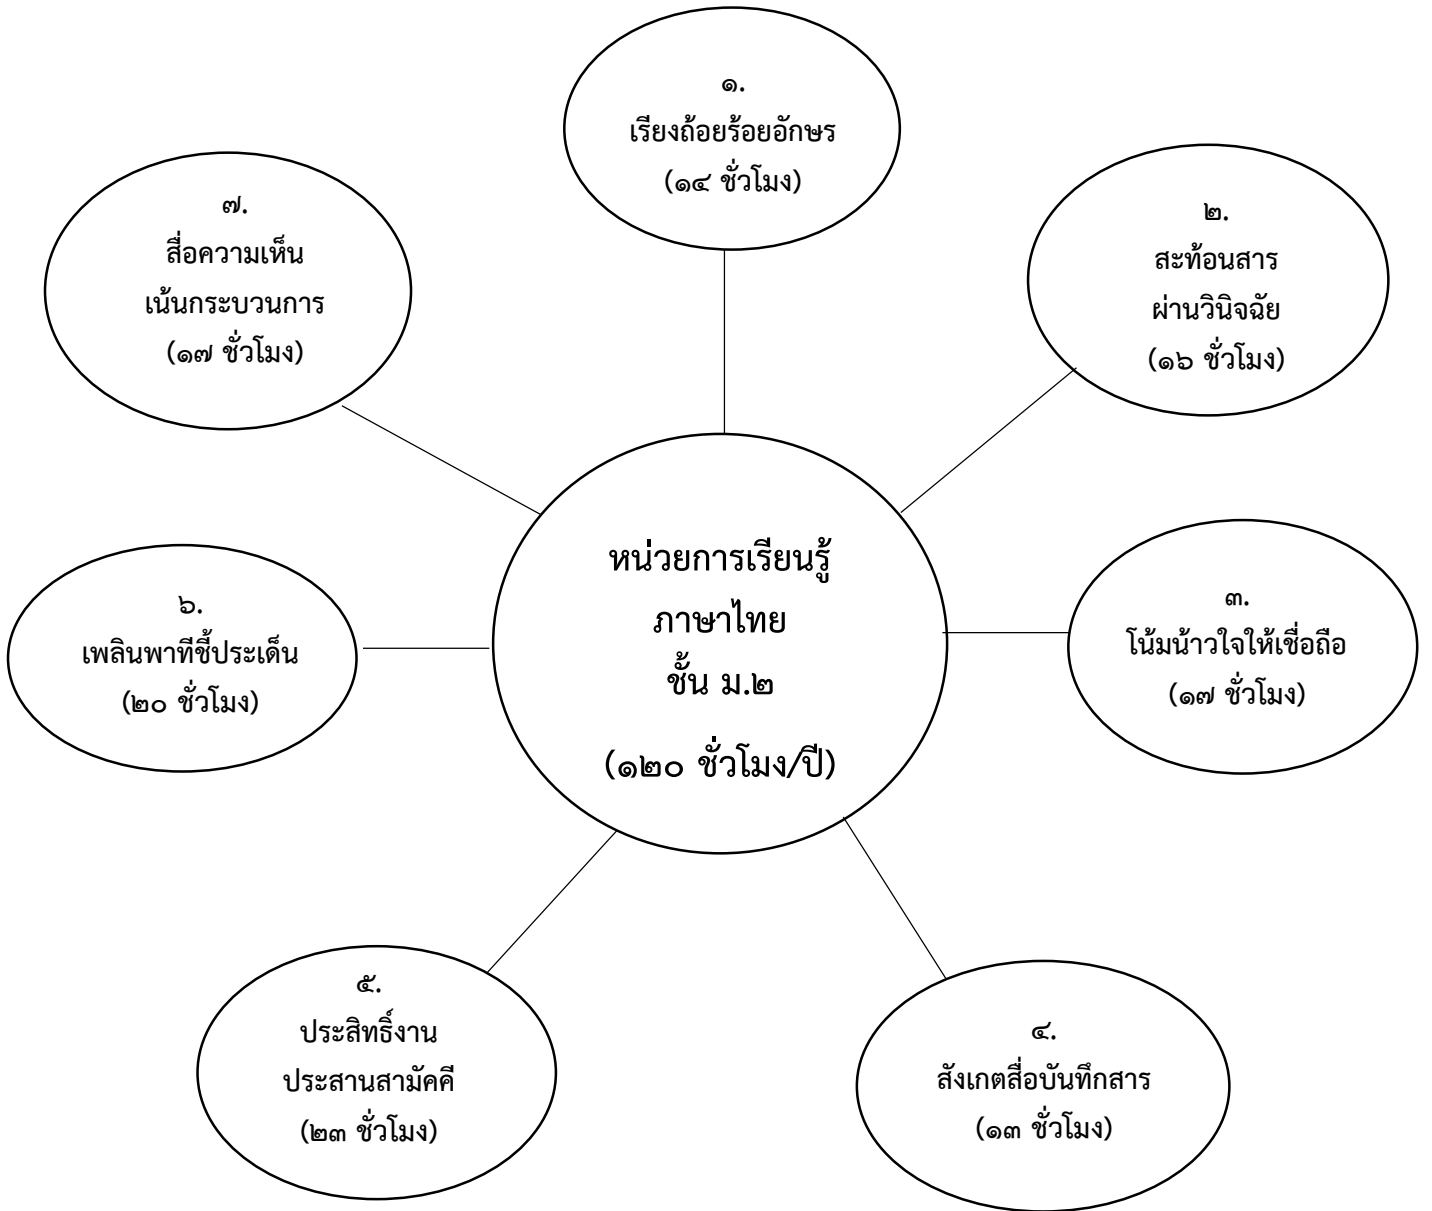 หน่วยการเรียนรู้
ภาษาไทย
ชั้น ม.๒
(๑๒๐ ชั่วโมง/ปี)
๑.
เรียงถ้อยร้อยอักษร
(๑๔ ชั่วโมง)
๒.
สะท้อนสาร
ผ่านวินิจฉัย
(๑๖ ชั่วโมง)
๓.
โน้มน้าวใจให้เชื่อถือ
(๑๗ ชั่วโมง)
๔.
สังเกตสื่อบันทึกสาร
(๑๓ ชั่วโมง)
๕.
ประสิทธิ์งาน
ประสานสามัคคี
(๒๓ ชั่วโมง)
๖.
เพลินพาทีชี้ประเด็น
(๒๐ ชั่วโมง)
๗.
สื่อความเห็น
เน้นกระบวนการ
(๑๗ ชั่วโมง)